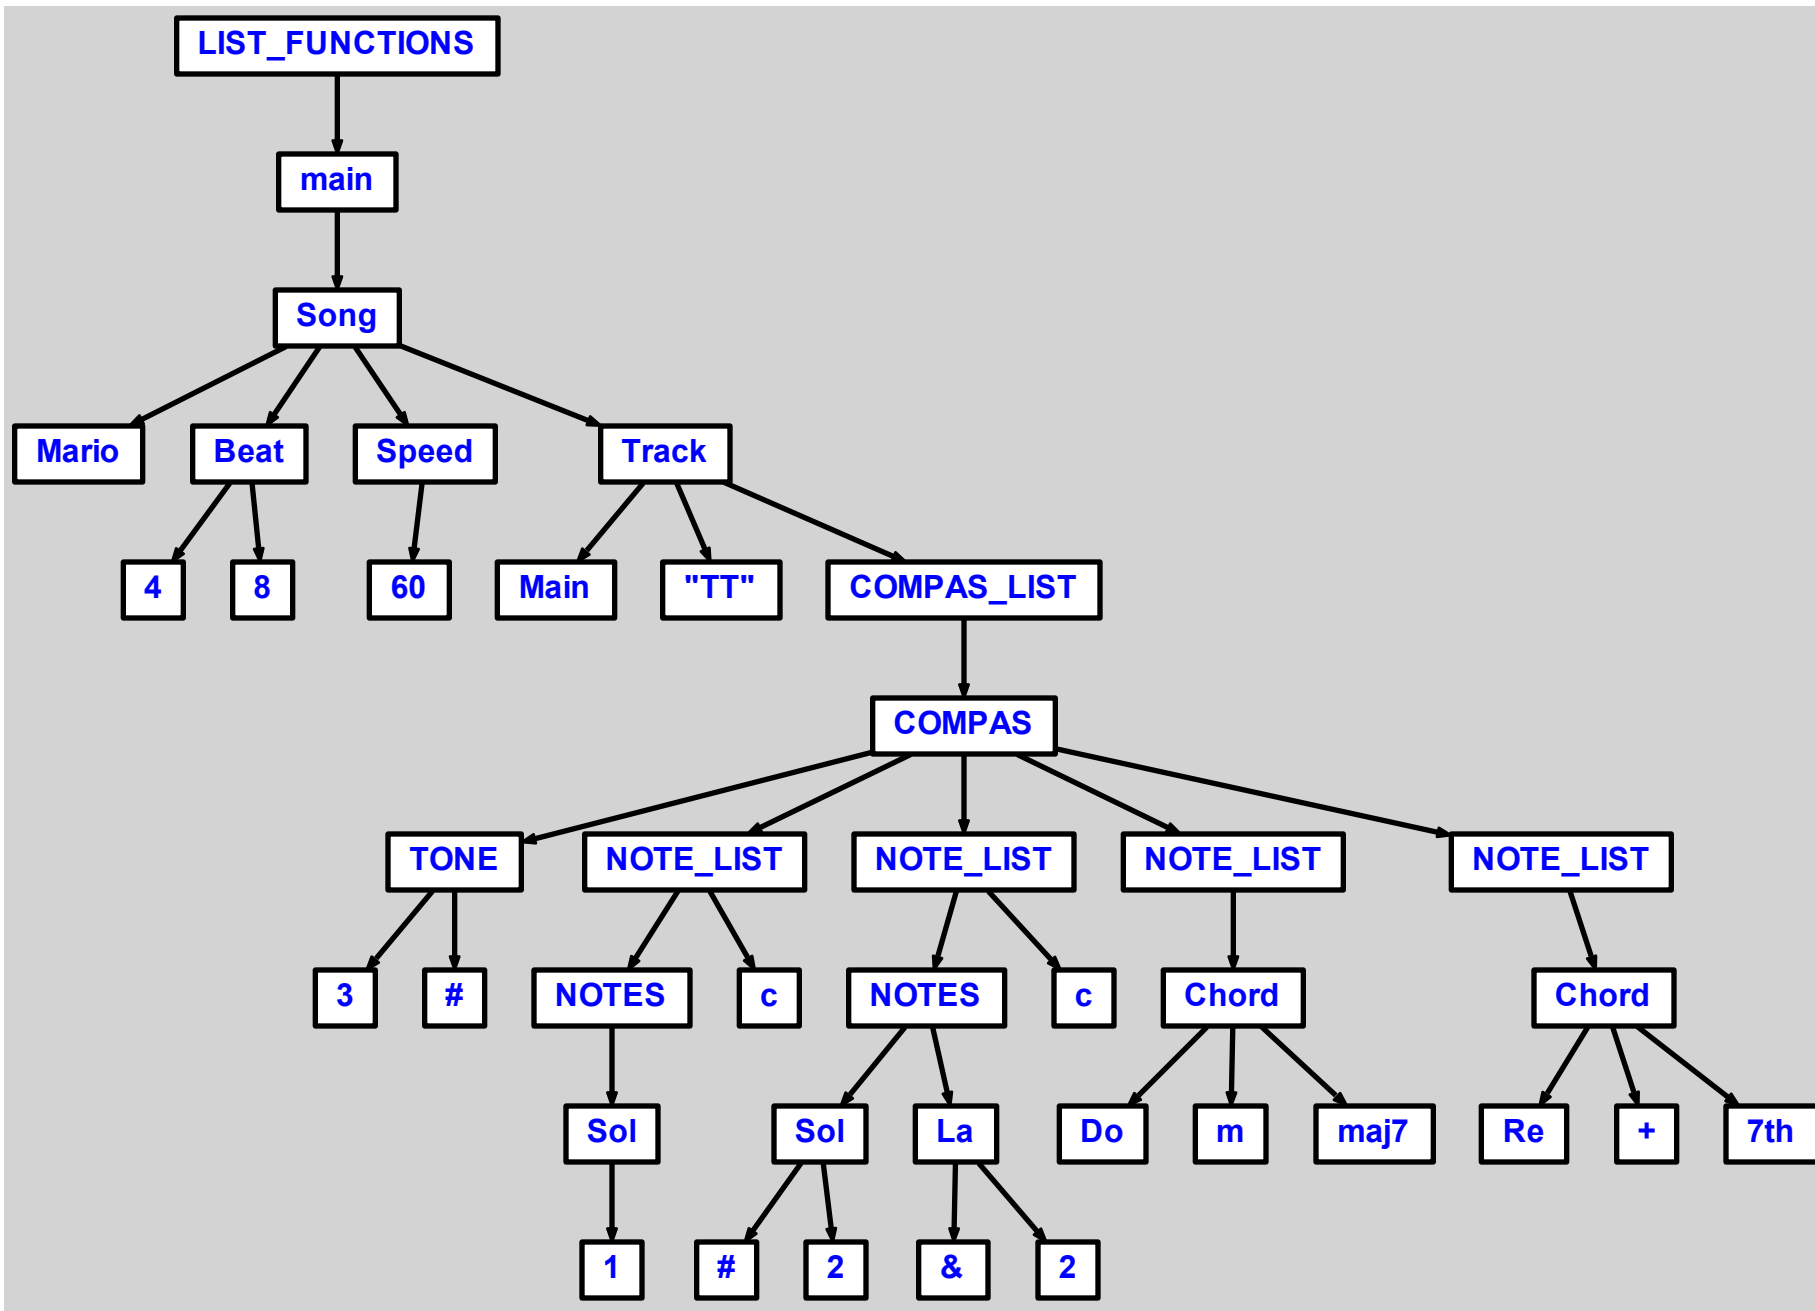 LIST_FUNCTIONS
main
Song
Mario Beat Speed Track
4 8 60 Main "TT" COMPAS_LIST
COMPAS
TONE NOTE_LIST NOTE_LIST NOTE_LIST NOTE_LIST
3 # NOTES c NOTES c Chord Chord
Sol Sol La Do m maj7 Re + 7th
1 # 2 & 2